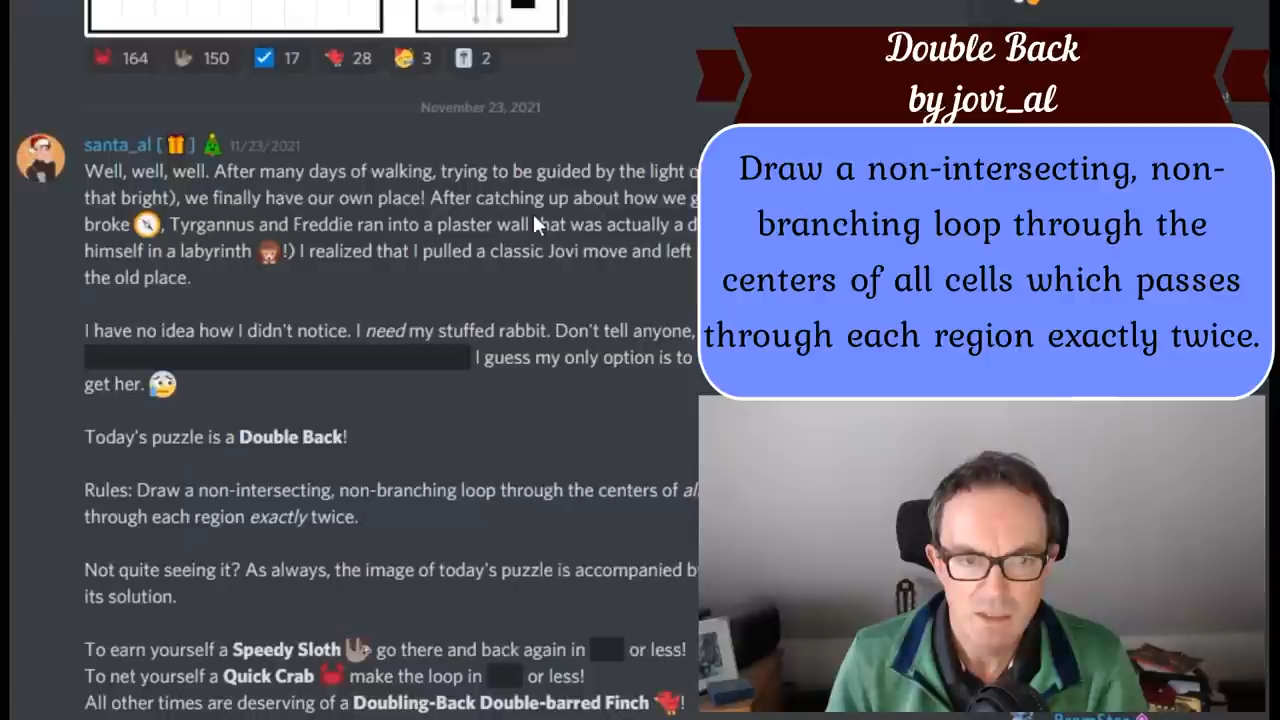 164 150 17 28 3 2
November 23, 2021
santa_al [🎁] 🎄 11/23/2021
Well, well, well. After many days of walking, trying to be guided by the light
that bright), we finally have our own place! After catching up about how we
broke 🧭, Tyrgannus and Freddie ran into a plaster wall that was actually a
himself in a labyrinth !) I realized that I pulled a classic Jovi move and left
the old place.
I have no idea how I didn't notice. I need my stuffed rabbit. Don't tell anyone,
I guess my only option is to
get her. 😰
Today's puzzle is a Double Back!
Rules: Draw a non-intersecting, non-branching loop through the centers of
through each region exactly twice.
Not quite seeing it? As always, the image of today's puzzle is accompanied
its solution.
To earn yourself a Speedy Sloth 🦥 go there and back again in or less!
To net yourself a Quick Crab 🦀 make the loop in or less!
All other times are deserving of a Doubling-Back Double-barred Finch !
Double Back
by jovi_al
Draw a non-intersecting, non-
branching loop through the
centers of all cells which passes
through each region exactly twice.